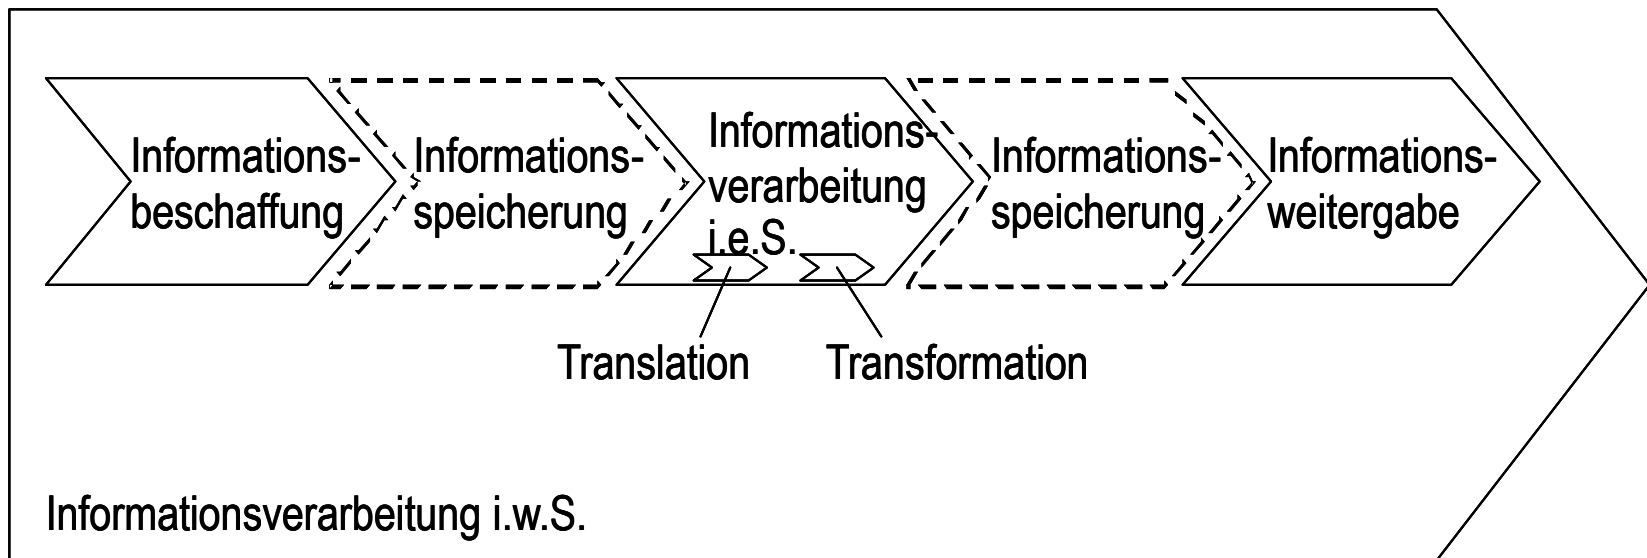 Informations-
beschaffung
Informations-
speicherung
Informations-
verarbeitung
i.e.S.
Informations-
speicherung
Informations-
weitergabe
Translation
Transformation
Informationsverarbeitung i.w.S.